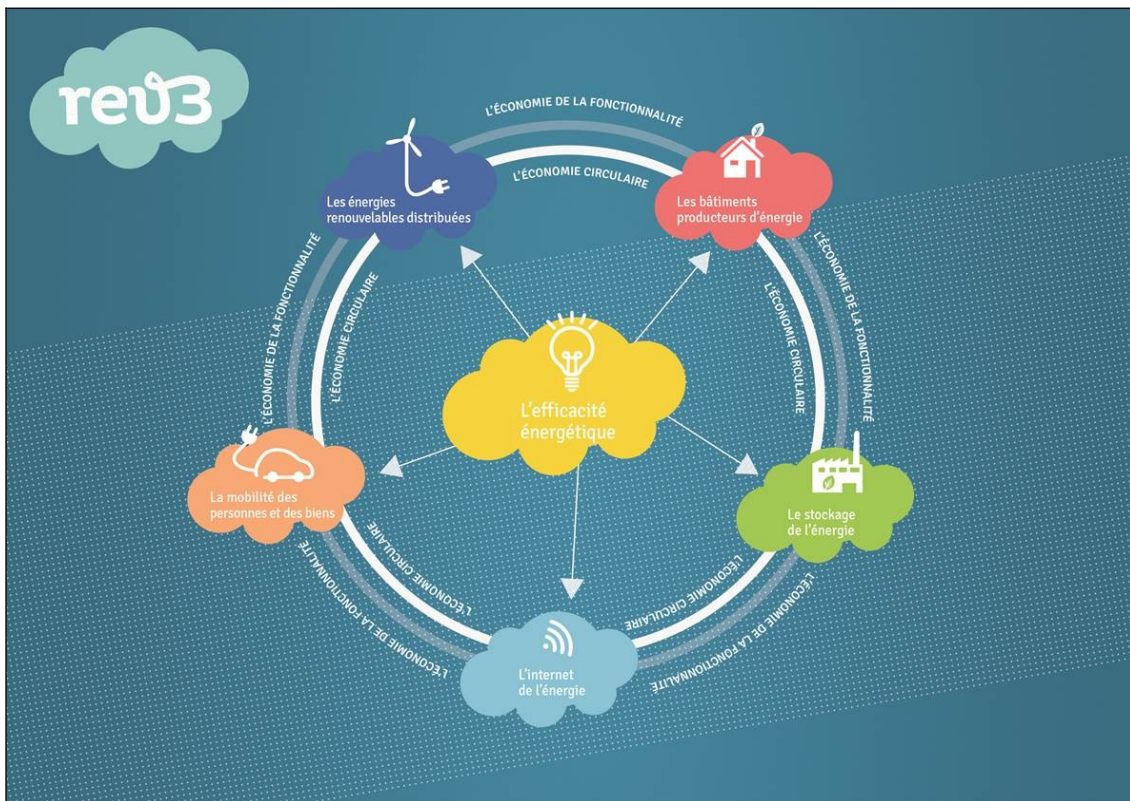 rev3
L'ÉCONOMIE DE LA FONCTIONNALITÉ
L'ÉCONOMIE CIRCULAIRE
Les énergies
renouvelables distribuées
Les bâtiments
producteurs d'énergie
L'ÉCONOMIE DE LA FONCTIONNALITÉ
L'ÉCONOMIE CIRCULAIRE
L'ÉCONOMIE CIRCULAIRE
L'ÉCONOMIE DE LA FONCTIONNALITÉ
L'efficacité
énergétique
La mobilité des
personnes et des biens
Le stockage
de l'énergie
L'ÉCONOMIE DE LA FONCTIONNALITÉ
L'ÉCONOMIE CIRCULAIRE
L'ÉCONOMIE CIRCULAIRE
L'ÉCONOMIE DE LA FONCTIONNALITÉ
L'internet
de l'énergie